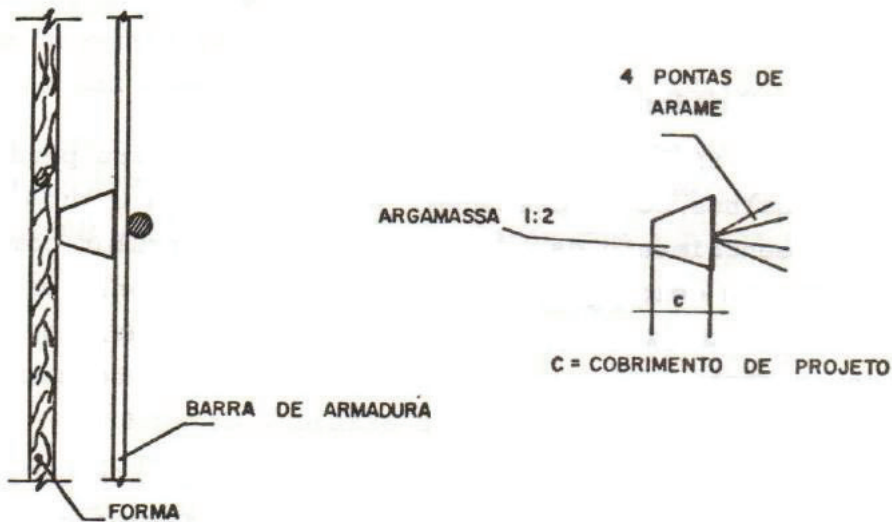 4 PONTAS DE
ARAME
ARGAMASSA 1:2
c
C = COBRIMENTO DE PROJETO
BARRA DE ARMADURA
FORMA